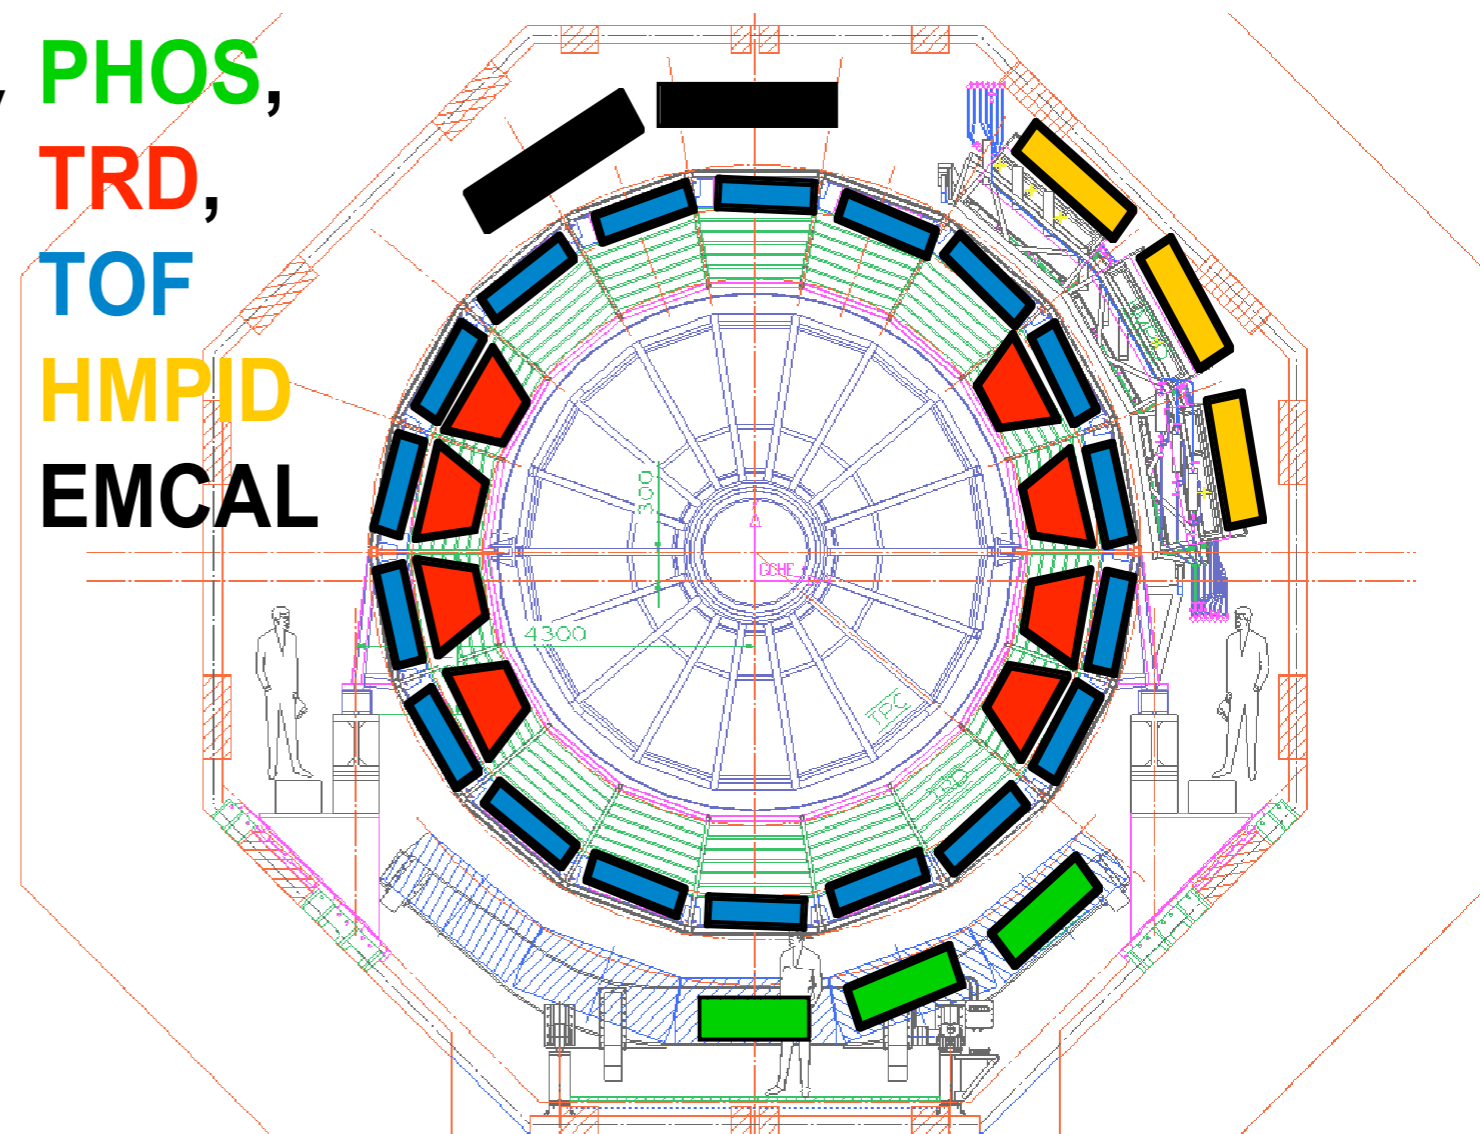 , PHOS,
TRD,
TOF
HMPID
EMCAL
300
4300
TPC